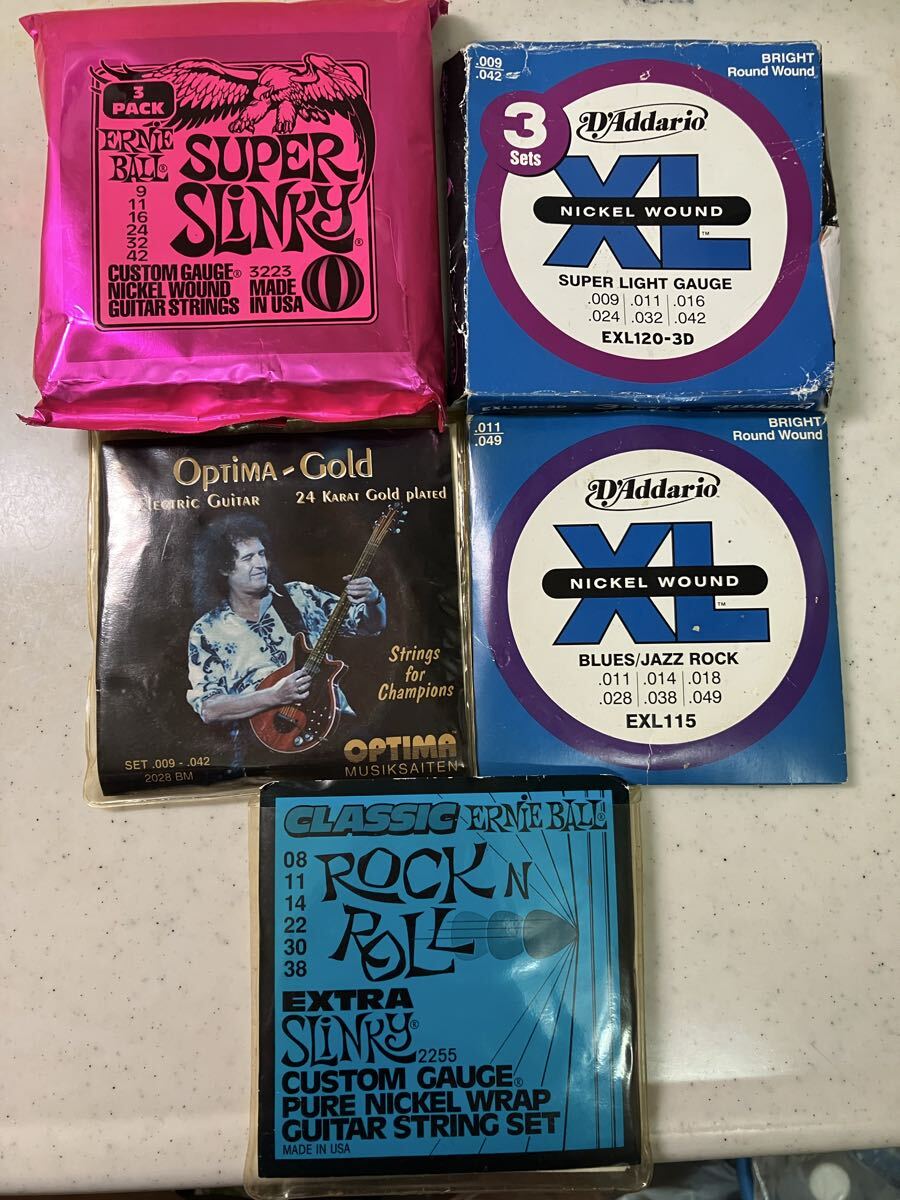 3
PACK
ERNIE
BALL®
SUPER
SLINKY®
9
11
16
24
32
42
CUSTOM GAUGE® 3223
NICKEL WOUND MADE
GUITAR STRINGS IN USA
.009
.042
BRIGHT
Round Wound
3
Sets
D'Addario
XL
NICKEL WOUND
™
SUPER LIGHT GAUGE
.009 .011 .016
.024 .032 .042
EXL120-3D
EXL120-3D
D'Addario
OPTIMA-GOLD
ELECTRIC GUITAR 24 KARAT GOLD PLATED
Strings
for
Champions
SET .009 - .042
2028 BM
OPTIMA
MUSIKSAITEN
.011
.049
BRIGHT
Round Wound
D'Addario
XL
NICKEL WOUND
™
BLUES/JAZZ ROCK
.011 .014 .018
.028 .038 .049
EXL115
CLASSIC ERNIE BALL®
08
11
14
22
30
38
ROCK N
ROLL
EXTRA
SLINKY® 2255
CUSTOM GAUGE®
PURE NICKEL WRAP
GUITAR STRING SET
MADE IN USA